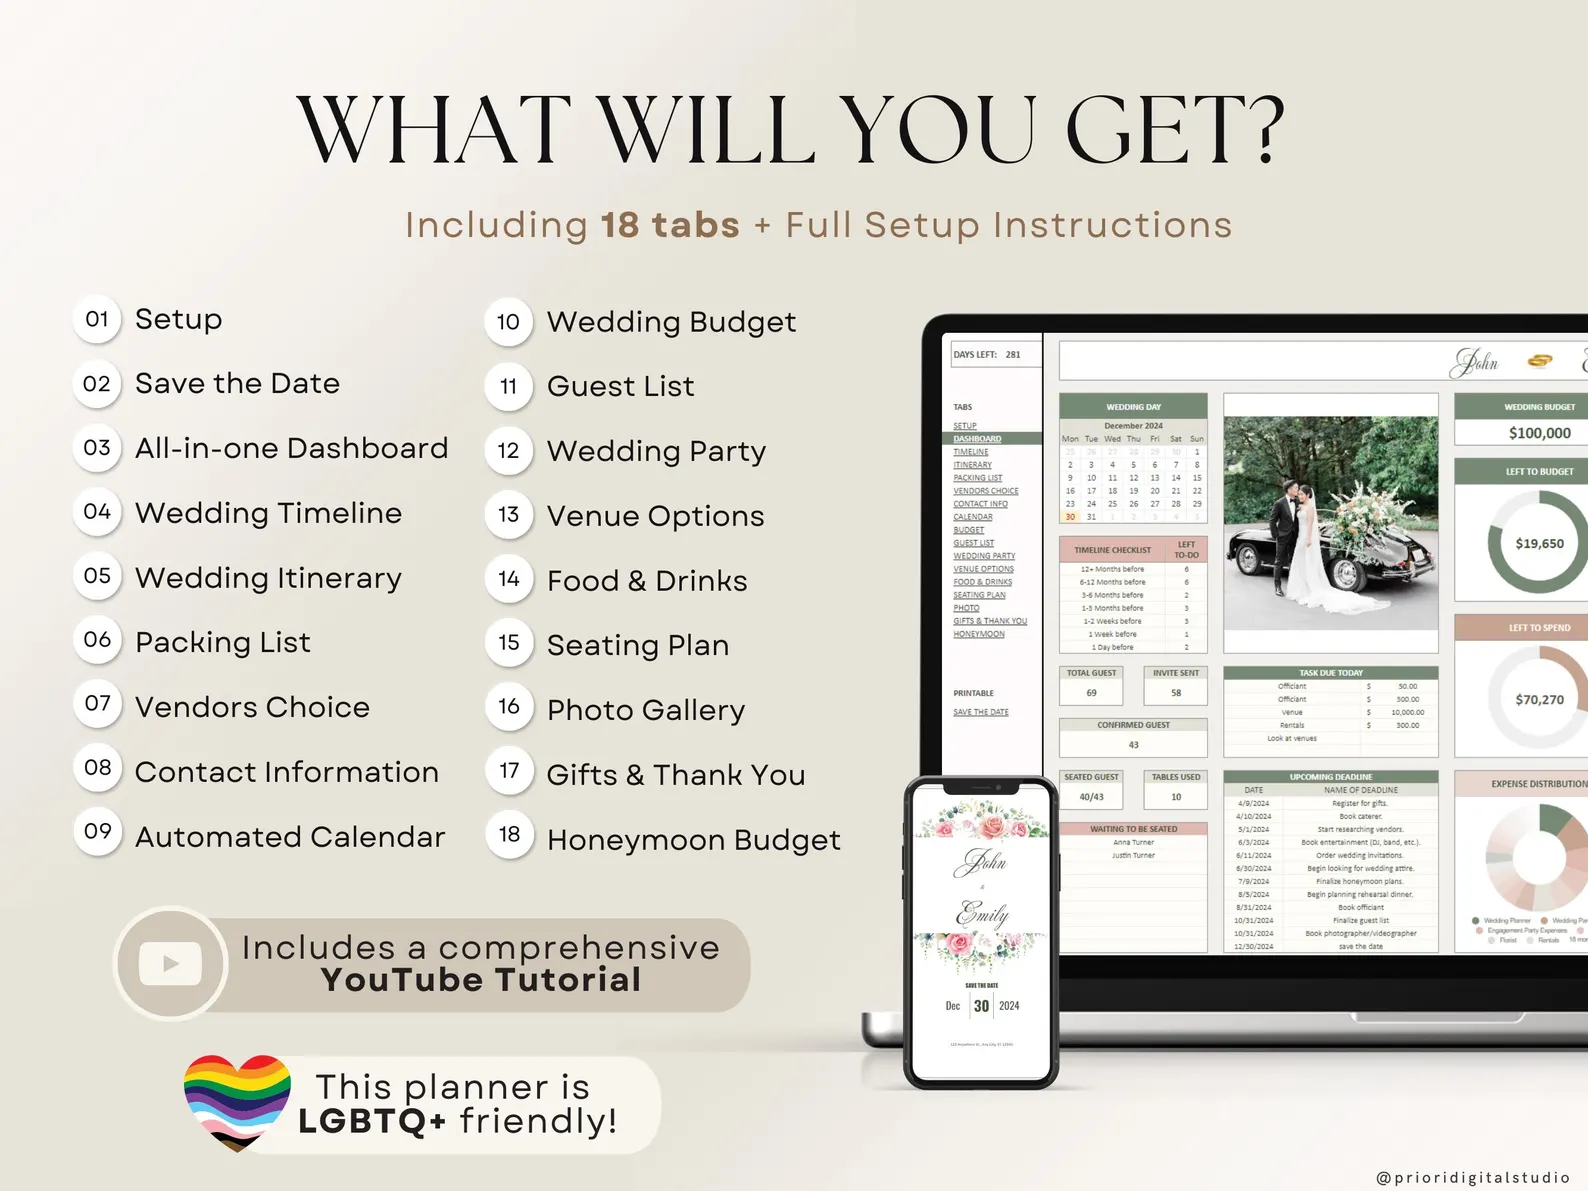 WHAT WILL YOU GET?
Including 18 tabs + Full Setup Instructions
01 Setup
02 Save the Date
03 All-in-one Dashboard
04 Wedding Timeline
05 Wedding Itinerary
06 Packing List
07 Vendors Choice
08 Contact Information
09 Automated Calendar
10 Wedding Budget
11 Guest List
12 Wedding Party
13 Venue Options
14 Food & Drinks
15 Seating Plan
16 Photo Gallery
17 Gifts & Thank You
18 Honeymoon Budget
Includes a comprehensive
YouTube Tutorial
This planner is
LGBTQ+ friendly!
DAYS LEFT: 281
TABS
SETUP
DASHBOARD
TIMELINE
ITINERARY
PACKING LIST
VENDORS CHOICE
CONTACT INFO
CALENDAR
BUDGET
GUEST LIST
WEDDING PARTY
VENUE OPTIONS
FOOD & DRINKS
SEATING PLAN
PHOTO
GIFTS & THANK YOU
HONEYMOON
PRINTABLE
SAVE THE DATE
John
WEDDING DAY
December 2024
Mon Tue Wed Thu Fri Sat Sun
25 26 27 28 29 30 1
2 3 4 5 6 7 8
9 10 11 12 13 14 15
16 17 18 19 20 21 22
23 24 25 26 27 28 29
30 31 1 2 3 4 5
TIMELINE CHECKLIST LEFT TO-DO
12+ Months before 6
6-12 Months before 6
3-6 Months before 2
1-3 Months before 3
1-2 Weeks before 3
1 Week before 1
1 Day before 2
TOTAL GUEST INVITE SENT
69 58
CONFIRMED GUEST
43
SEATED GUEST TABLES USED
40/43 10
WAITING TO BE SEATED
Anna Turner
Justin Turner
TASK DUE TODAY
Officiant $ 50.00
Officiant $ 300.00
Venue $ 10,000.00
Rentals $ 300.00
Look at venues
UPCOMING DEADLINE
DATE NAME OF DEADLINE
4/9/2024 Register for gifts.
4/10/2024 Book caterer.
5/1/2024 Start researching vendors.
6/3/2024 Book entertainment (DJ, band, etc.).
6/11/2024 Order wedding invitations.
6/30/2024 Begin looking for wedding attire.
7/9/2024 Finalize honeymoon plans.
8/5/2024 Begin planning rehearsal dinner.
8/31/2024 Book officiant
10/31/2024 Finalize guest list
10/31/2024 Book photographer/videographer
12/30/2024 save the date
WEDDING BUDGET
$100,000
LEFT TO BUDGET
$19,650
LEFT TO SPEND
$70,270
EXPENSE DISTRIBUTION
Wedding Planner Wedding Par
Engagement Party Expenses
Florist Rentals 18 mor
John
&
Emily
SAVE THE DATE
Dec 30 2024
@prioridigitalstudio